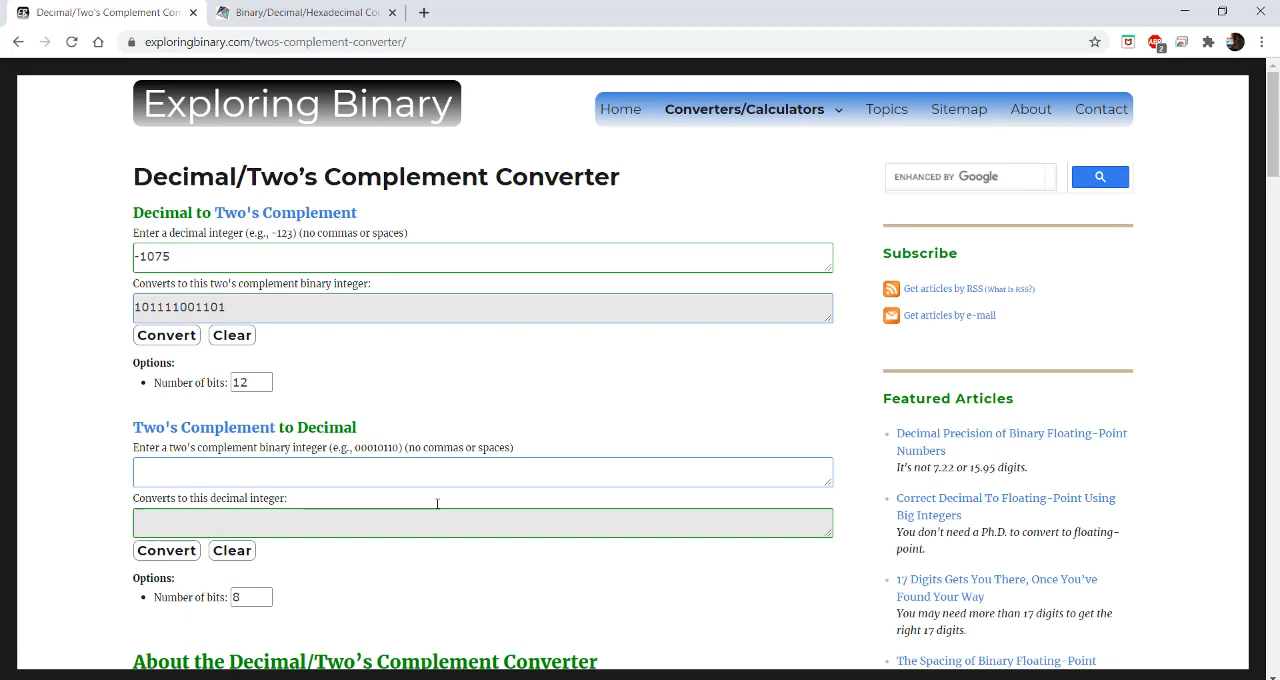 Decimal/Two's Complement Con
Binary/Decimal/Hexadecimal Co
exploringbinary.com/twos-complement-converter/
2
Exploring Binary
Home Converters/Calculators Topics Sitemap About Contact
Decimal/Two's Complement Converter
Decimal to Two's Complement
Enter a decimal integer (e.g., -123) (no commas or spaces)
-1075
Converts to this two's complement binary integer:
101111001101
Convert Clear
Options:
• Number of bits: 12
Two's Complement to Decimal
Enter a two's complement binary integer (e.g., 00010110) (no commas or spaces)
Converts to this decimal integer:
Convert Clear
Options:
• Number of bits: 8
About the Decimal/Two's Complement Converter
ENHANCED BY Google
Subscribe
Get articles by RSS (What Is RSS?)
Get articles by e-mail
Featured Articles
Decimal Precision of Binary Floating-Point
Numbers
It's not 7.22 or 15.95 digits.
Correct Decimal To Floating-Point Using
Big Integers
You don't need a Ph.D. to convert to floating-
point.
17 Digits Gets You There, Once You've
Found Your Way
You may need more than 17 digits to get the
right 17 digits.
The Spacing of Binary Floating-Point